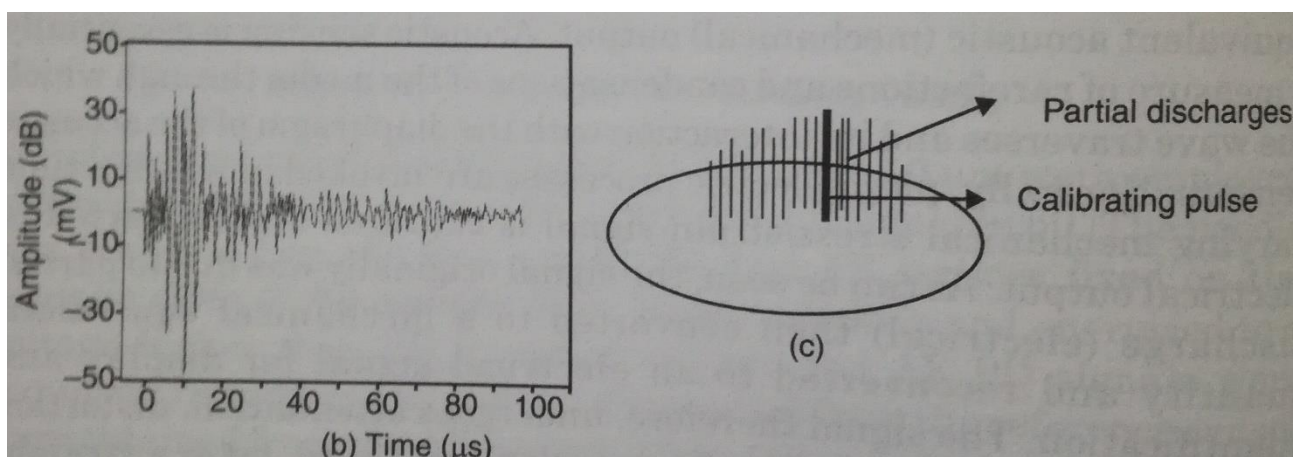 50
30
10
–10
–30
–50
Amplitude (dB)
(mV)
0 20 40 60 80 100
(b) Time (μs)
Partial discharges
Calibrating pulse
(c)